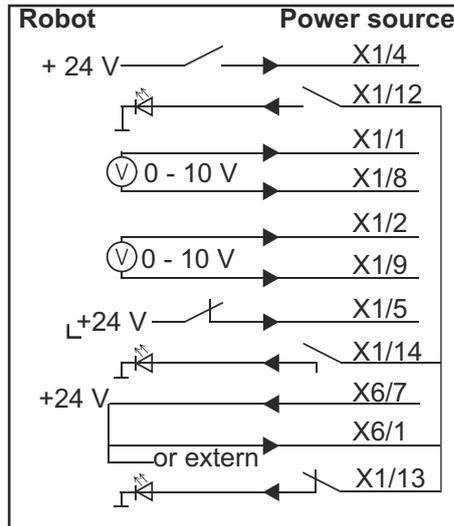 Robot Power source
+ 24 V X1/4
X1/12
X1/1
V 0 - 10 V X1/8
X1/2
V 0 - 10 V X1/9
+24 V X1/5
X1/14
+24 V X6/7
X6/1
or extern
X1/13